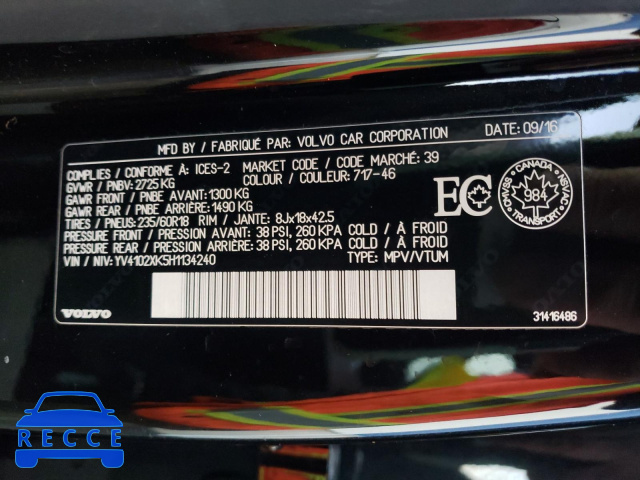 MFD BY / FABRIQUÉ PAR: VOLVO CAR CORPORATION DATE: 09/16
COMPLIES / CONFORME À: ICES-2 MARKET CODE / CODE MARCHÉ: 39
GVWR / PNBV: 2725 KG COLOUR / COULEUR: 717-46
GAWR FRONT / PNBE AVANT: 1300 KG
GAWR REAR / PNBE ARRIÈRE: 1490 KG
TIRES / PNEUS: 235/60R18 RIM / JANTE: 8Jx18x42.5
PRESSURE FRONT / PRESSION AVANT: 38 PSI, 260 KPA COLD / À FROID
PRESSURE REAR / PRESSION ARRIÈRE: 38 PSI, 260 KPA COLD / À FROID
VIN / NIV: YV4102XK5H1134240 TYPE: MPV/VTUM
EC
CANADA
SVMAC NSVAC
984
TRANSPORT
VOLVO
31416486
RECCE